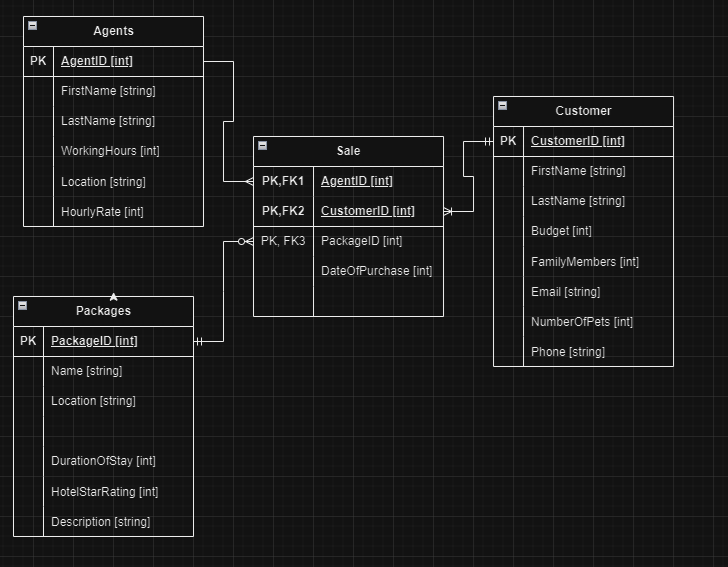 Agents
PK AgentID [int]
FirstName [string]
LastName [string]
WorkingHours [int]
Location [string]
HourlyRate [int]
Sale
PK,FK1 AgentID [int]
PK,FK2 CustomerID [int]
PK, FK3 PackageID [int]
DateOfPurchase [int]
Customer
PK CustomerID [int]
FirstName [string]
LastName [string]
Budget [int]
FamilyMembers [int]
Email [string]
NumberOfPets [int]
Phone [string]
Packages
PK PackageID [int]
Name [string]
Location [string]
DurationOfStay [int]
HotelStarRating [int]
Description [string]